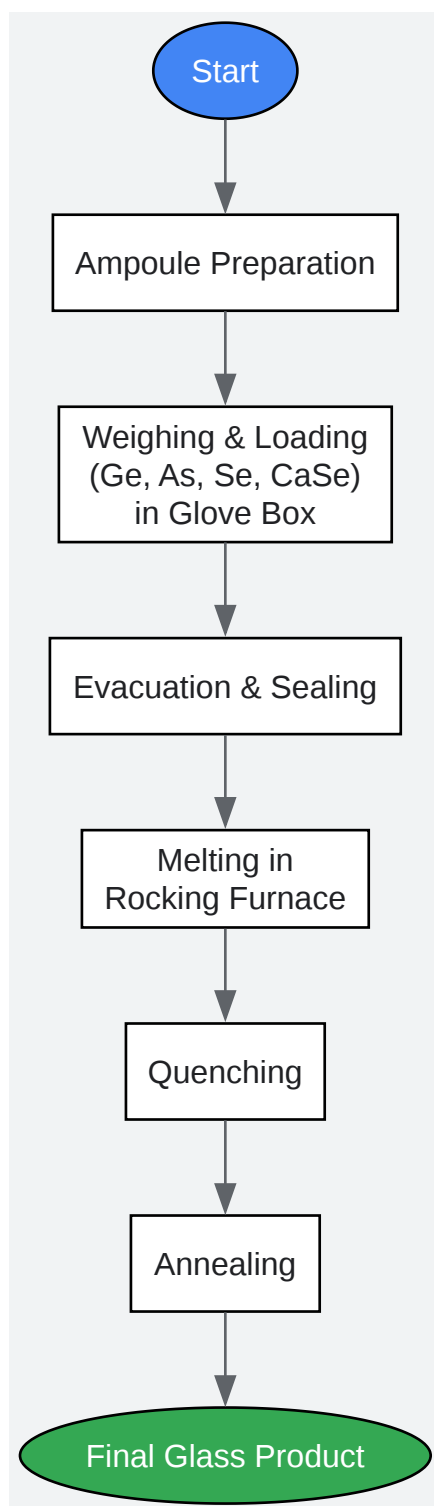 Start
Ampoule Preparation
Weighing & Loading
(Ge, As, Se, CaSe)
in Glove Box
Evacuation & Sealing
Melting in
Rocking Furnace
Quenching
Annealing
Final Glass Product